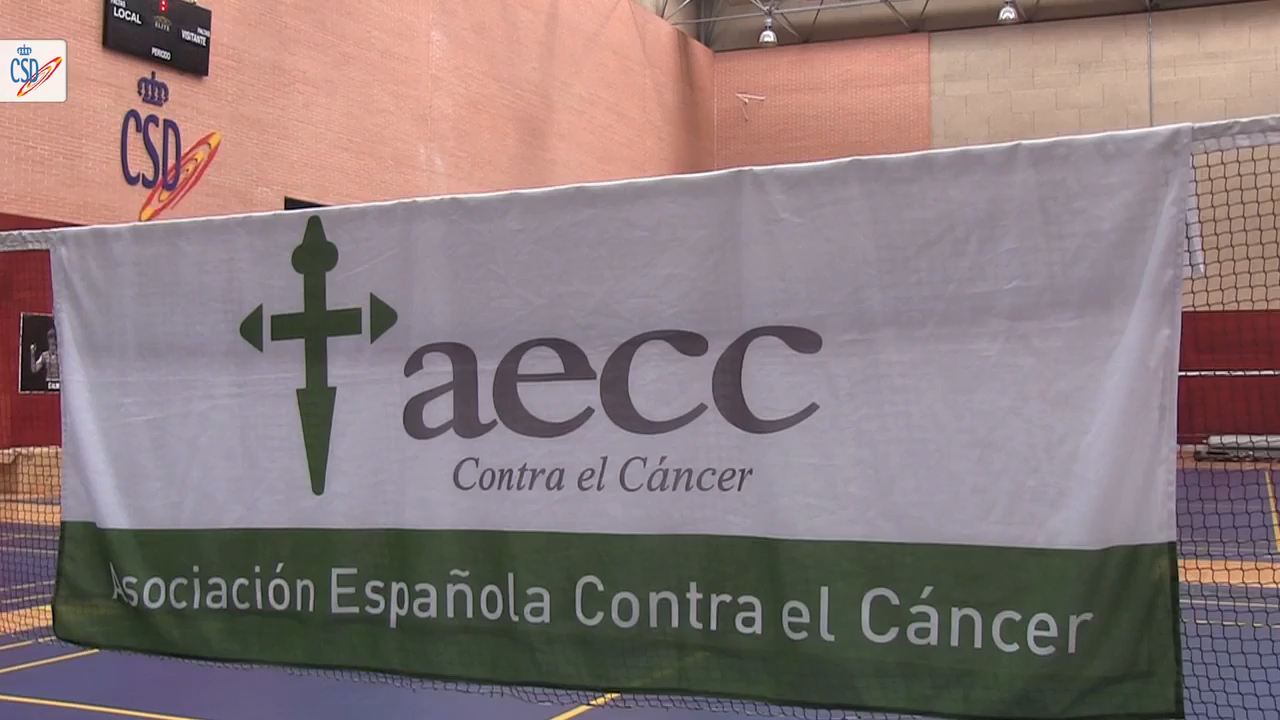 LOCAL
VISITANTE
PERIODO
CSD
CSD
aecc
Contra el Cáncer
Asociación Española Contra el Cáncer